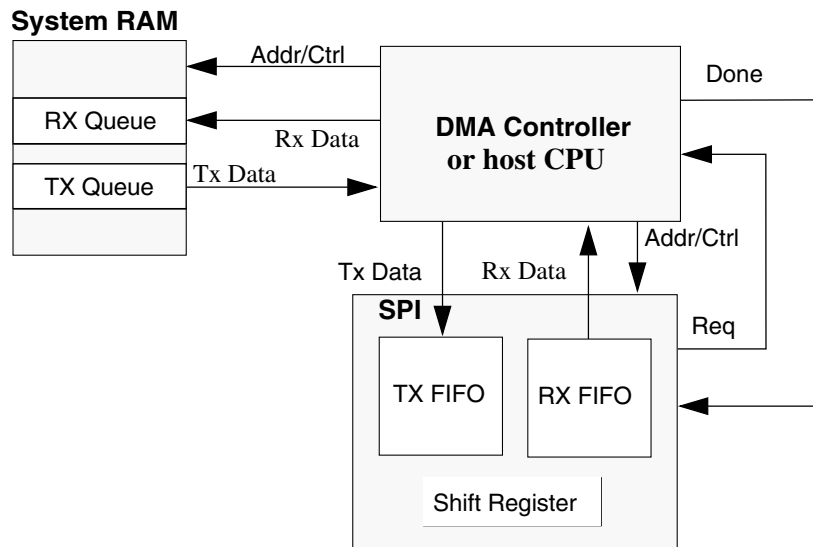 System RAM
Addr/Ctrl
Done
RX Queue
Rx Data
DMA Controller
or host CPU
TX Queue
Tx Data
Addr/Ctrl
Tx Data
Rx Data
SPI
Req
TX FIFO
RX FIFO
Shift Register